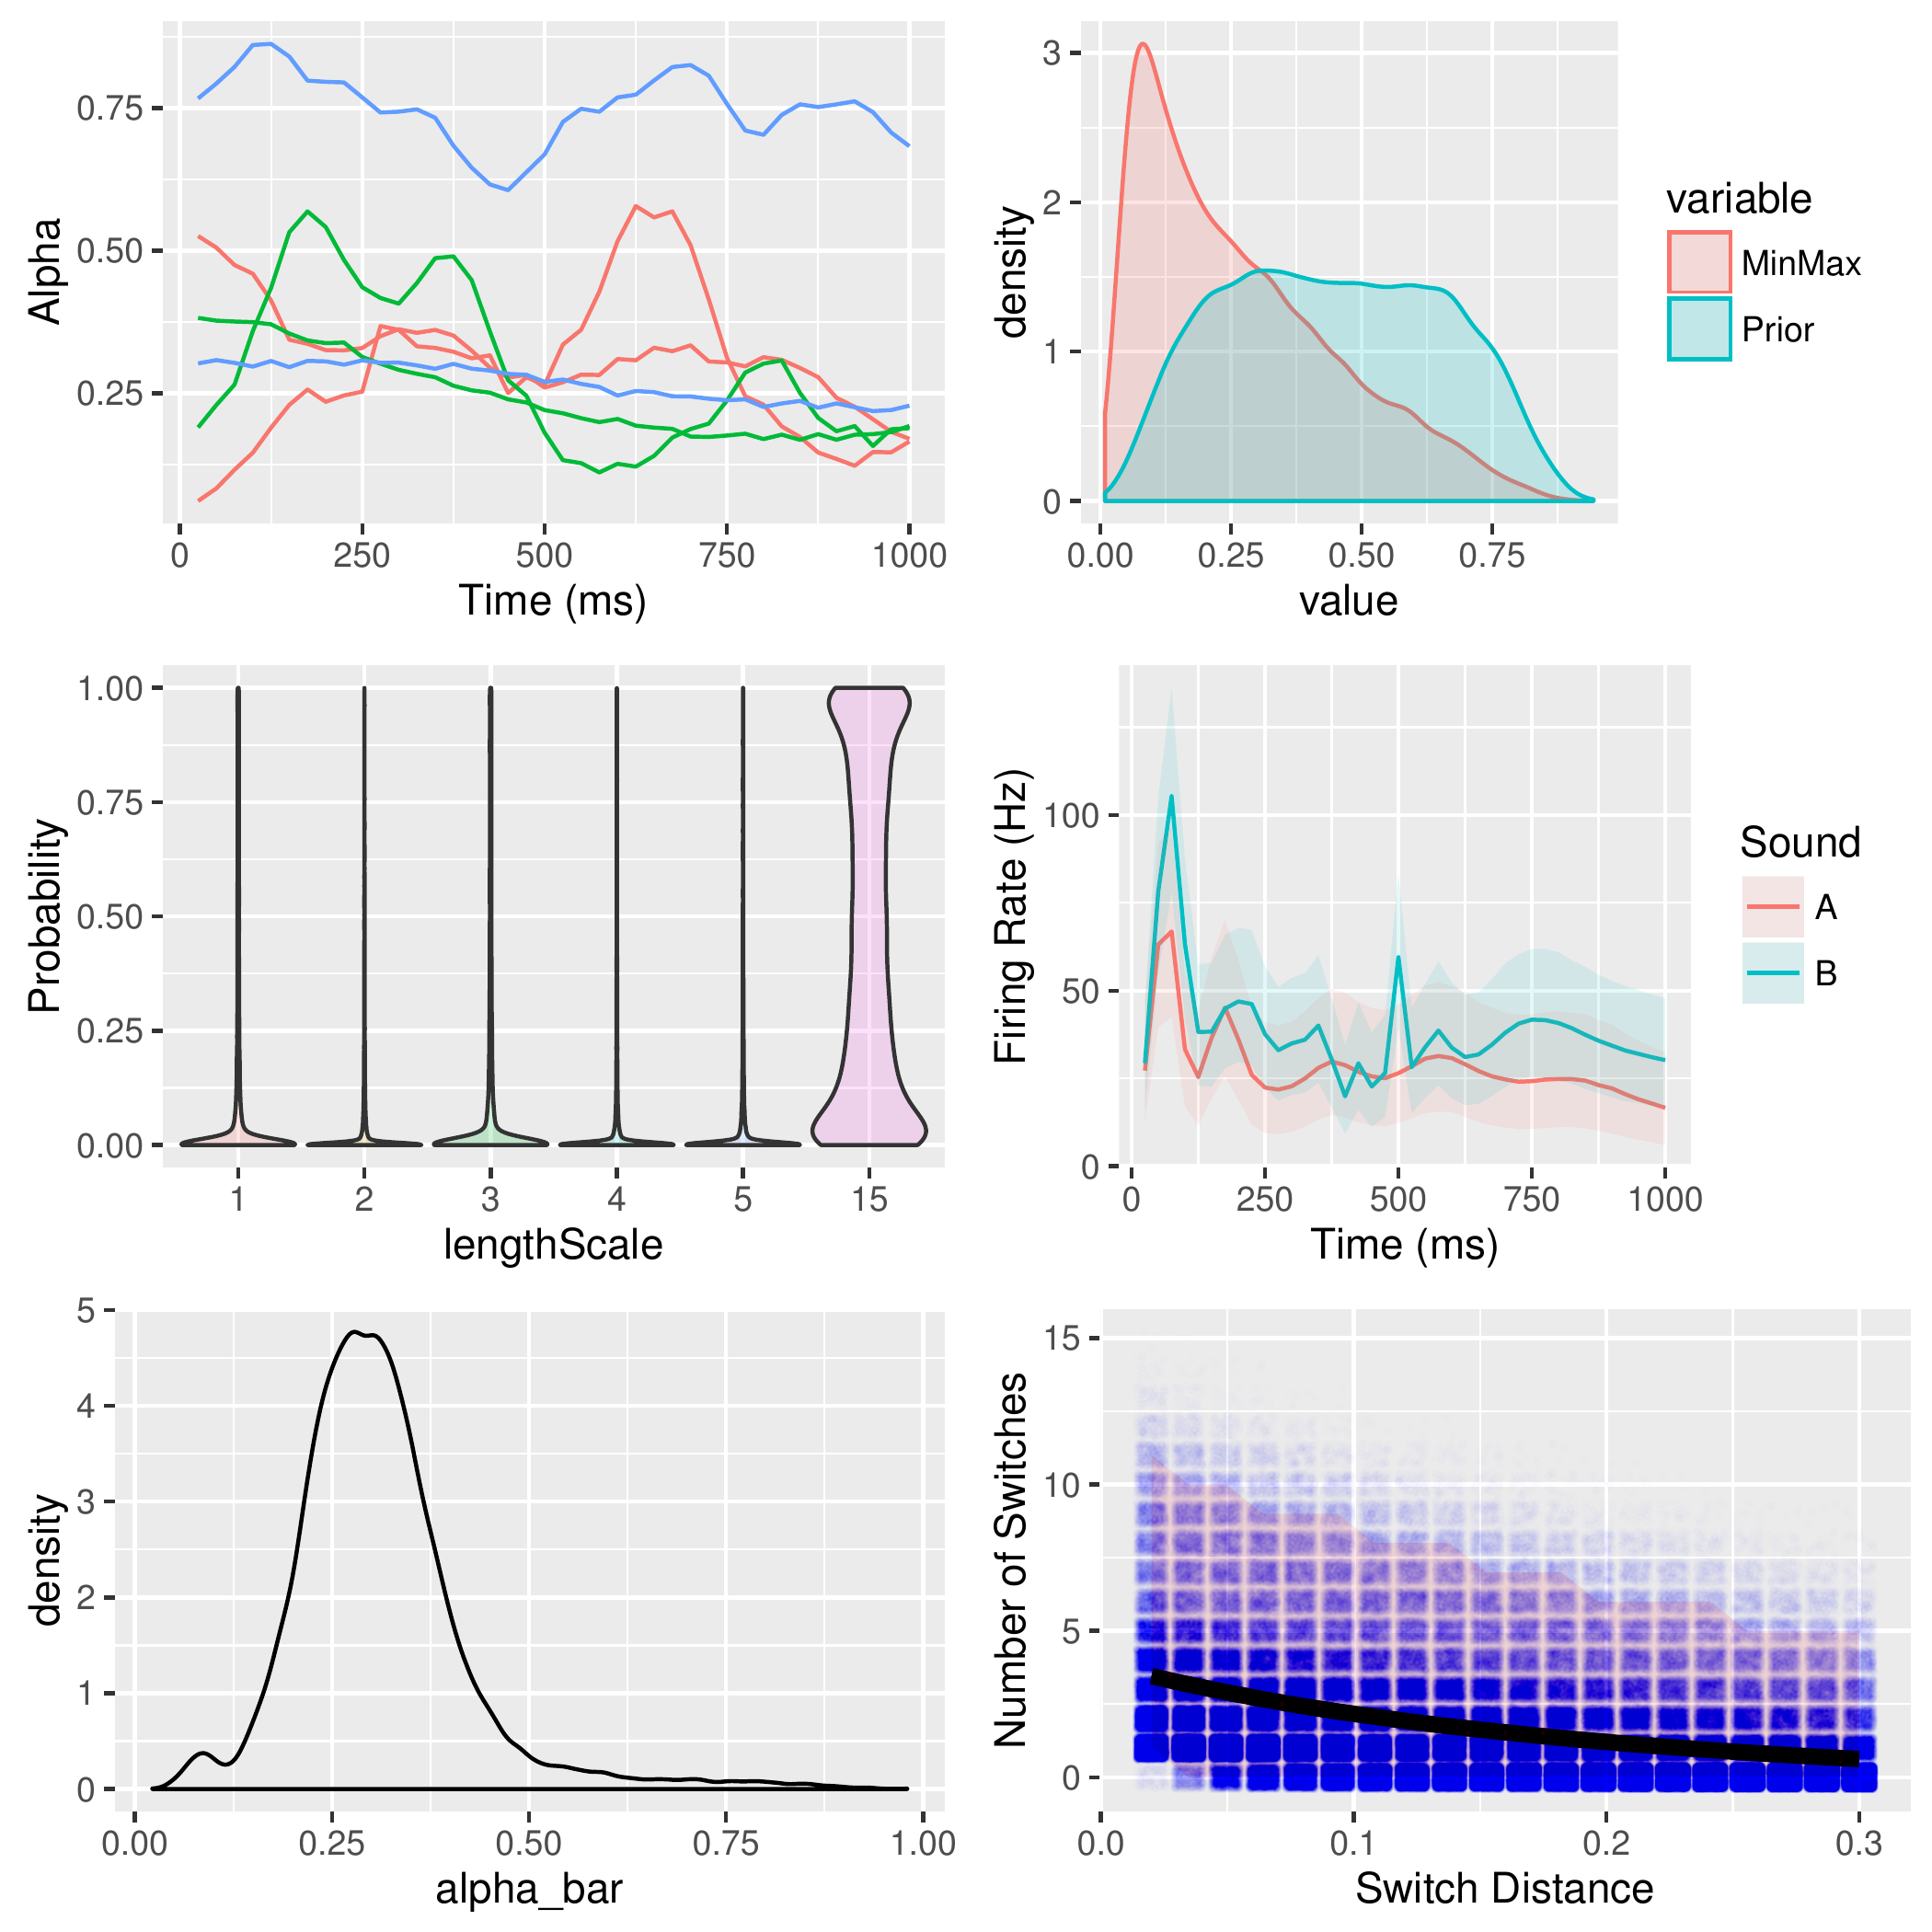 Alpha
0.75
0.50
0.25
0 250 500 750 1000
Time (ms)
density
3
2
1
0
0.00 0.25 0.50 0.75
value
variable
MinMax
Prior
Probability
1.00
0.75
0.50
0.25
0.00
1 2 3 4 5 15
lengthScale
Firing Rate (Hz)
100
50
0
0 250 500 750 1000
Time (ms)
Sound
A
B
density
5
4
3
2
1
0
0.00 0.25 0.50 0.75 1.00
alpha_bar
Number of Switches
15
10
5
0
0.0 0.1 0.2 0.3
Switch Distance